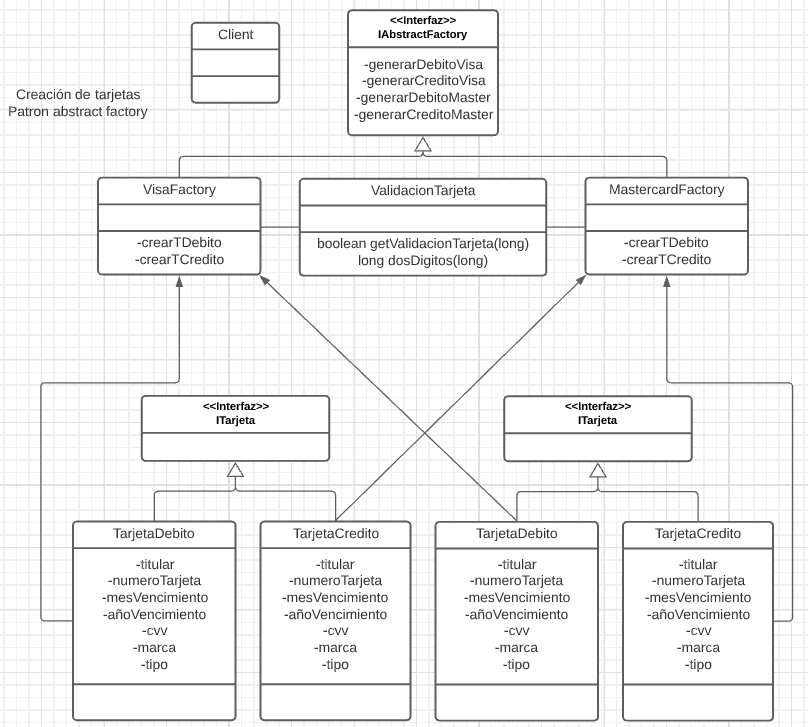 Client
<<Interfaz>>
IAbstractFactory
-generarDebitoVisa
-generarCreditoVisa
-generarDebitoMaster
-generarCreditoMaster
Creación de tarjetas
Patron abstract factory
VisaFactory
-crearTDebito
-crearTCredito
ValidacionTarjeta
boolean getValidacionTarjeta(long)
long dosDigitos(long)
MastercardFactory
-crearTDebito
-crearTCredito
<<Interfaz>>
ITarjeta
<<Interfaz>>
ITarjeta
TarjetaDebito
-titular
-numeroTarjeta
-mesVencimiento
-añoVencimiento
-cvv
-marca
-tipo
TarjetaCredito
-titular
-numeroTarjeta
-mesVencimiento
-añoVencimiento
-cvv
-marca
-tipo
TarjetaDebito
-titular
-numeroTarjeta
-mesVencimiento
-añoVencimiento
-cvv
-marca
-tipo
TarjetaCredito
-titular
-numeroTarjeta
-mesVencimiento
-añoVencimiento
-cvv
-marca
-tipo